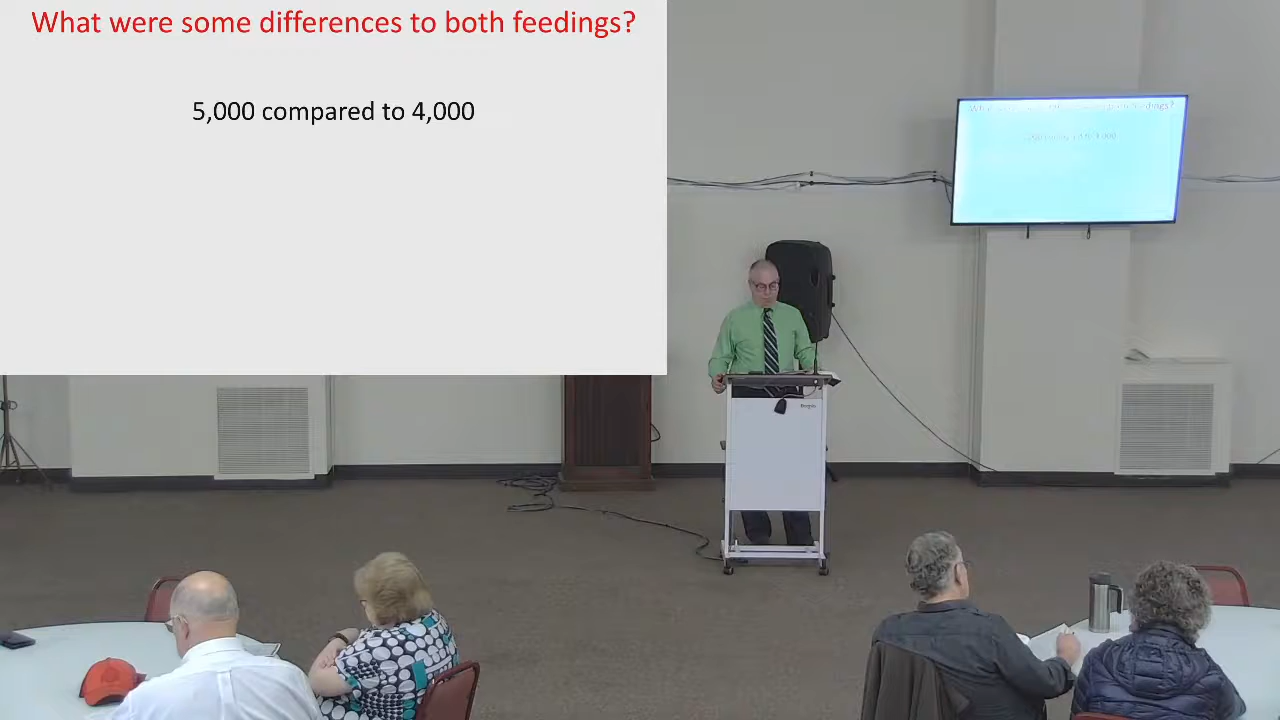 What were some differences to both feedings?
5,000 compared to 4,000